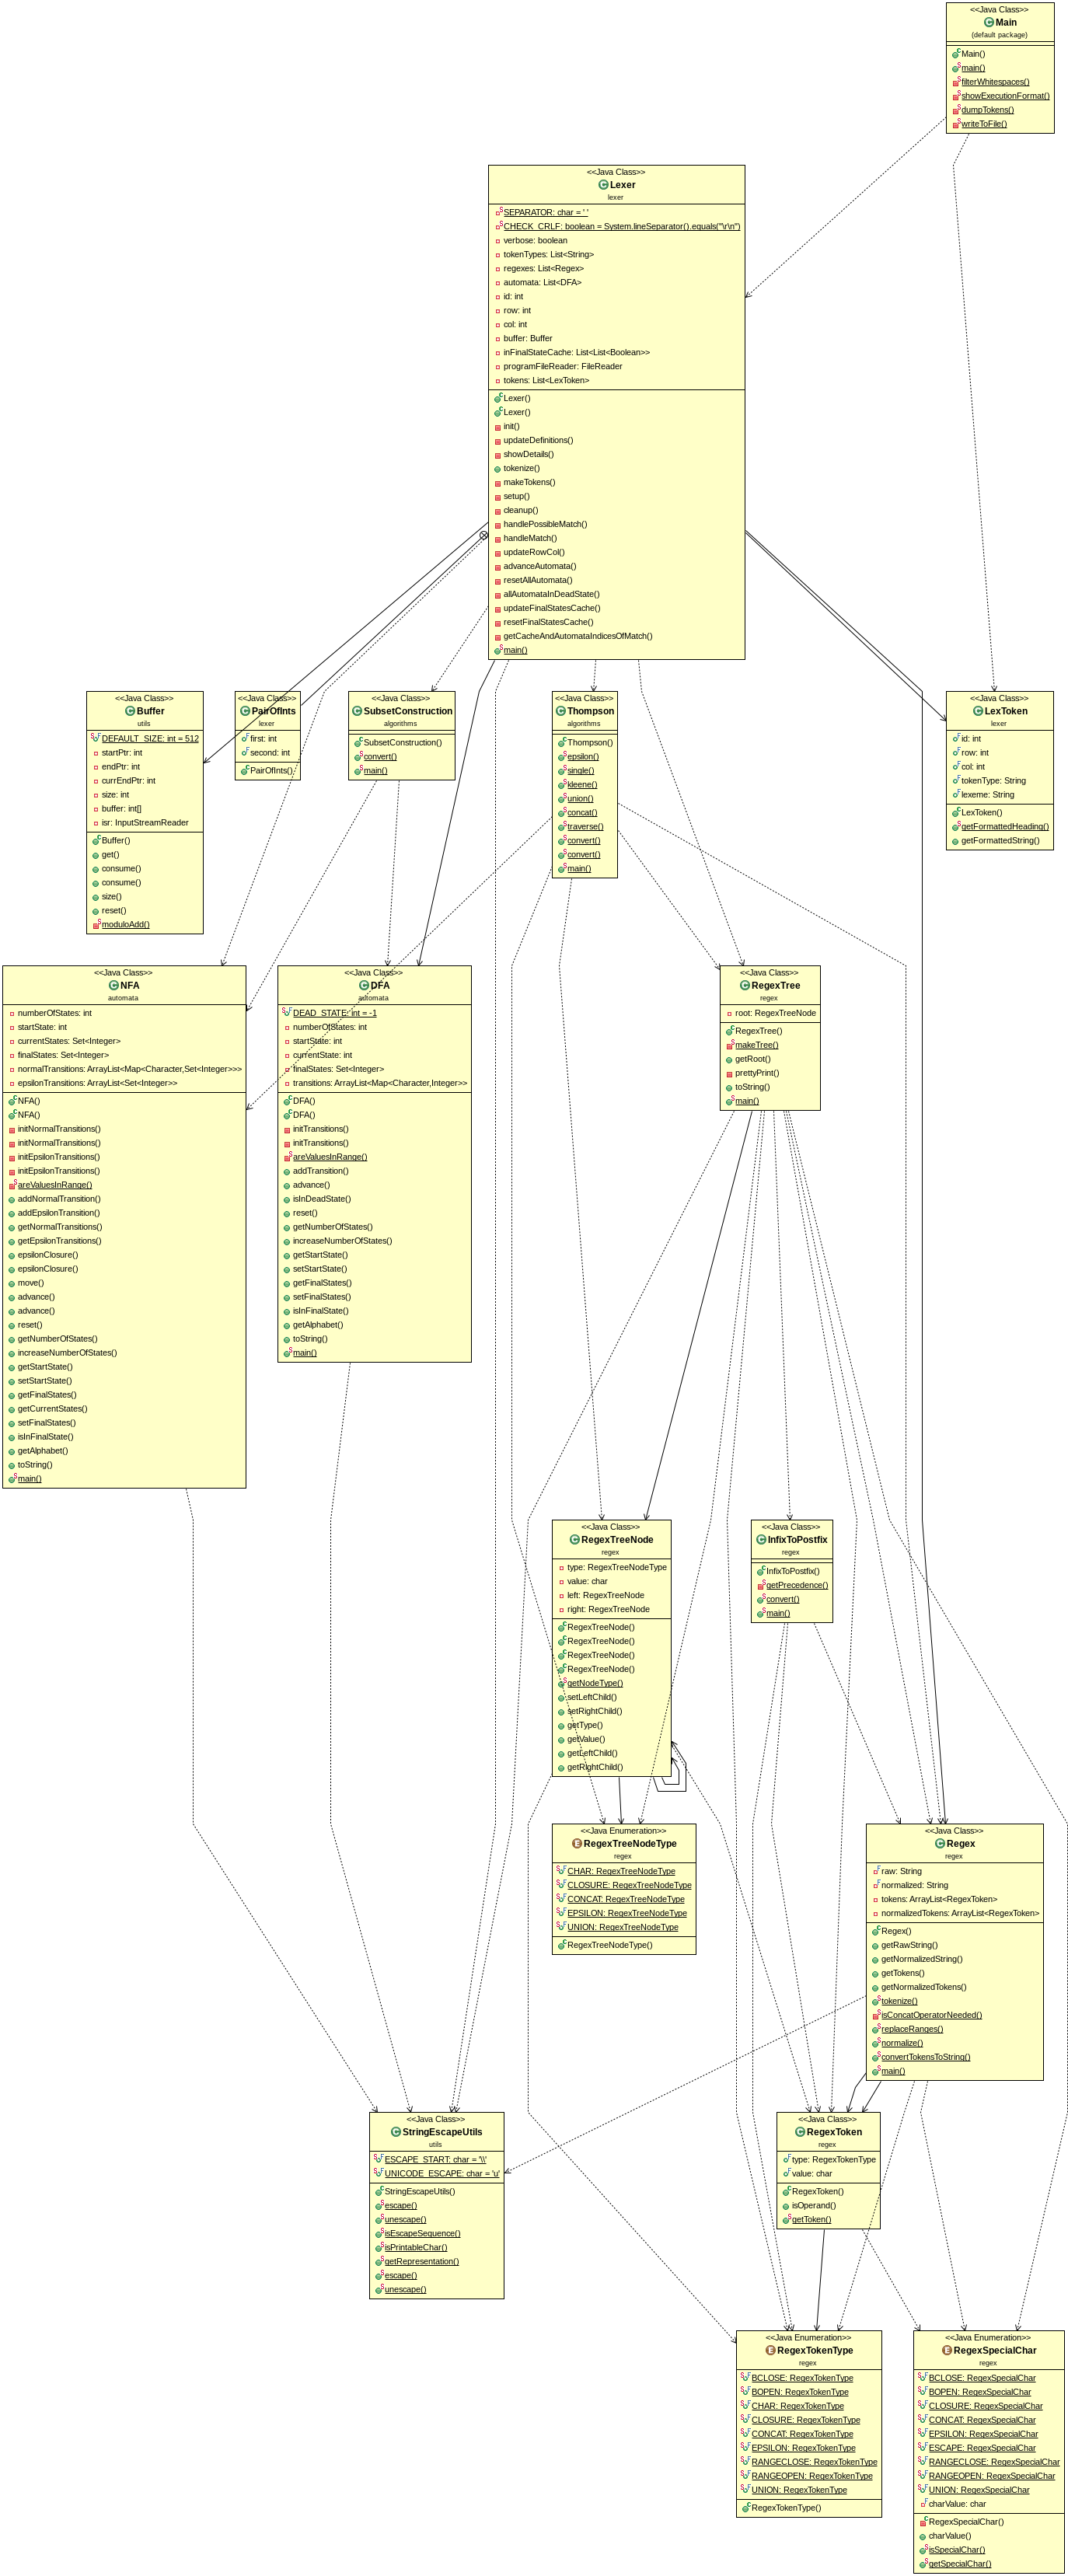 <<Java Class>>
Main
(default package)
Main()
main()
filterWhitespaces()
showExecutionFormat()
dumpTokens()
writeToFile()
<<Java Class>>
Lexer
lexer
SEPARATOR: char = ' '
CHECK_CRLF: boolean = System.lineSeparator().equals("\r\n")
verbose: boolean
tokenTypes: List<String>
regexes: List<Regex>
automata: List<DFA>
id: int
row: int
col: int
buffer: Buffer
inFinalStateCache: List<List<Boolean>>
programFileReader: FileReader
tokens: List<LexToken>
Lexer()
Lexer()
init()
updateDefinitions()
showDetails()
tokenize()
makeTokens()
setup()
cleanup()
handlePossibleMatch()
handleMatch()
updateRowCol()
advanceAutomata()
resetAllAutomata()
allAutomataInDeadState()
updateFinalStatesCache()
resetFinalStatesCache()
getCacheAndAutomataIndicesOfMatch()
main()
<<Java Class>>
Buffer
utils
DEFAULT_SIZE: int = 512
startPtr: int
endPtr: int
currEndPtr: int
size: int
buffer: int[]
isr: InputStreamReader
Buffer()
get()
consume()
consume()
size()
reset()
moduloAdd()
<<Java Class>>
PairOfInts
lexer
first: int
second: int
PairOfInts()
<<Java Class>>
SubsetConstruction
algorithms
SubsetConstruction()
convert()
main()
<<Java Class>>
Thompson
algorithms
Thompson()
epsilon()
single()
kleene()
union()
concat()
traverse()
convert()
convert()
main()
<<Java Class>>
LexToken
lexer
id: int
row: int
col: int
tokenType: String
lexeme: String
LexToken()
getFormattedHeading()
getFormattedString()
<<Java Class>>
NFA
automata
numberOfStates: int
startState: int
currentStates: Set<Integer>
finalStates: Set<Integer>
normalTransitions: ArrayList<Map<Character,Set<Integer>>>
epsilonTransitions: ArrayList<Set<Integer>>
NFA()
NFA()
initNormalTransitions()
initNormalTransitions()
initEpsilonTransitions()
initEpsilonTransitions()
areValuesInRange()
addNormalTransition()
addEpsilonTransition()
getNormalTransitions()
getEpsilonTransitions()
epsilonClosure()
epsilonClosure()
move()
advance()
advance()
reset()
getNumberOfStates()
increaseNumberOfStates()
getStartState()
setStartState()
getFinalStates()
getCurrentStates()
setFinalStates()
isInFinalState()
getAlphabet()
toString()
main()
<<Java Class>>
DFA
automata
DEAD_STATE: int = -1
numberOfStates: int
startState: int
currentState: int
finalStates: Set<Integer>
transitions: ArrayList<Map<Character,Integer>>
DFA()
DFA()
initTransitions()
initTransitions()
areValuesInRange()
addTransition()
advance()
isInDeadState()
reset()
getNumberOfStates()
increaseNumberOfStates()
getStartState()
setStartState()
getFinalStates()
setFinalStates()
isInFinalState()
getAlphabet()
toString()
main()
<<Java Class>>
RegexTree
regex
root: RegexTreeNode
RegexTree()
makeTree()
getRoot()
prettyPrint()
toString()
main()
<<Java Class>>
RegexTreeNode
regex
type: RegexTreeNodeType
value: char
left: RegexTreeNode
right: RegexTreeNode
RegexTreeNode()
RegexTreeNode()
RegexTreeNode()
RegexTreeNode()
getNodeType()
setLeftChild()
setRightChild()
getType()
getValue()
getLeftChild()
getRightChild()
<<Java Class>>
InfixToPostfix
regex
InfixToPostfix()
getPrecedence()
convert()
main()
<<Java Enumeration>>
RegexTreeNodeType
regex
CHAR: RegexTreeNodeType
CLOSURE: RegexTreeNodeType
CONCAT: RegexTreeNodeType
EPSILON: RegexTreeNodeType
UNION: RegexTreeNodeType
RegexTreeNodeType()
<<Java Class>>
Regex
regex
raw: String
normalized: String
tokens: ArrayList<RegexToken>
normalizedTokens: ArrayList<RegexToken>
Regex()
getRawString()
getNormalizedString()
getTokens()
getNormalizedTokens()
tokenize()
isConcatOperatorNeeded()
replaceRanges()
normalize()
convertTokensToString()
main()
<<Java Class>>
StringEscapeUtils
utils
ESCAPE_START: char = '\\'
UNICODE_ESCAPE: char = 'u'
StringEscapeUtils()
escape()
unescape()
isEscapeSequence()
isPrintableChar()
getRepresentation()
escape()
unescape()
<<Java Class>>
RegexToken
regex
type: RegexTokenType
value: char
RegexToken()
isOperand()
getToken()
<<Java Enumeration>>
RegexTokenType
regex
BCLOSE: RegexTokenType
BOPEN: RegexTokenType
CHAR: RegexTokenType
CLOSURE: RegexTokenType
CONCAT: RegexTokenType
EPSILON: RegexTokenType
RANGECLOSE: RegexTokenType
RANGEOPEN: RegexTokenType
UNION: RegexTokenType
RegexTokenType()
<<Java Enumeration>>
RegexSpecialChar
regex
BCLOSE: RegexSpecialChar
BOPEN: RegexSpecialChar
CLOSURE: RegexSpecialChar
CONCAT: RegexSpecialChar
EPSILON: RegexSpecialChar
ESCAPE: RegexSpecialChar
RANGECLOSE: RegexSpecialChar
RANGEOPEN: RegexSpecialChar
UNION: RegexSpecialChar
charValue: char
RegexSpecialChar()
charValue()
isSpecialChar()
getSpecialChar()